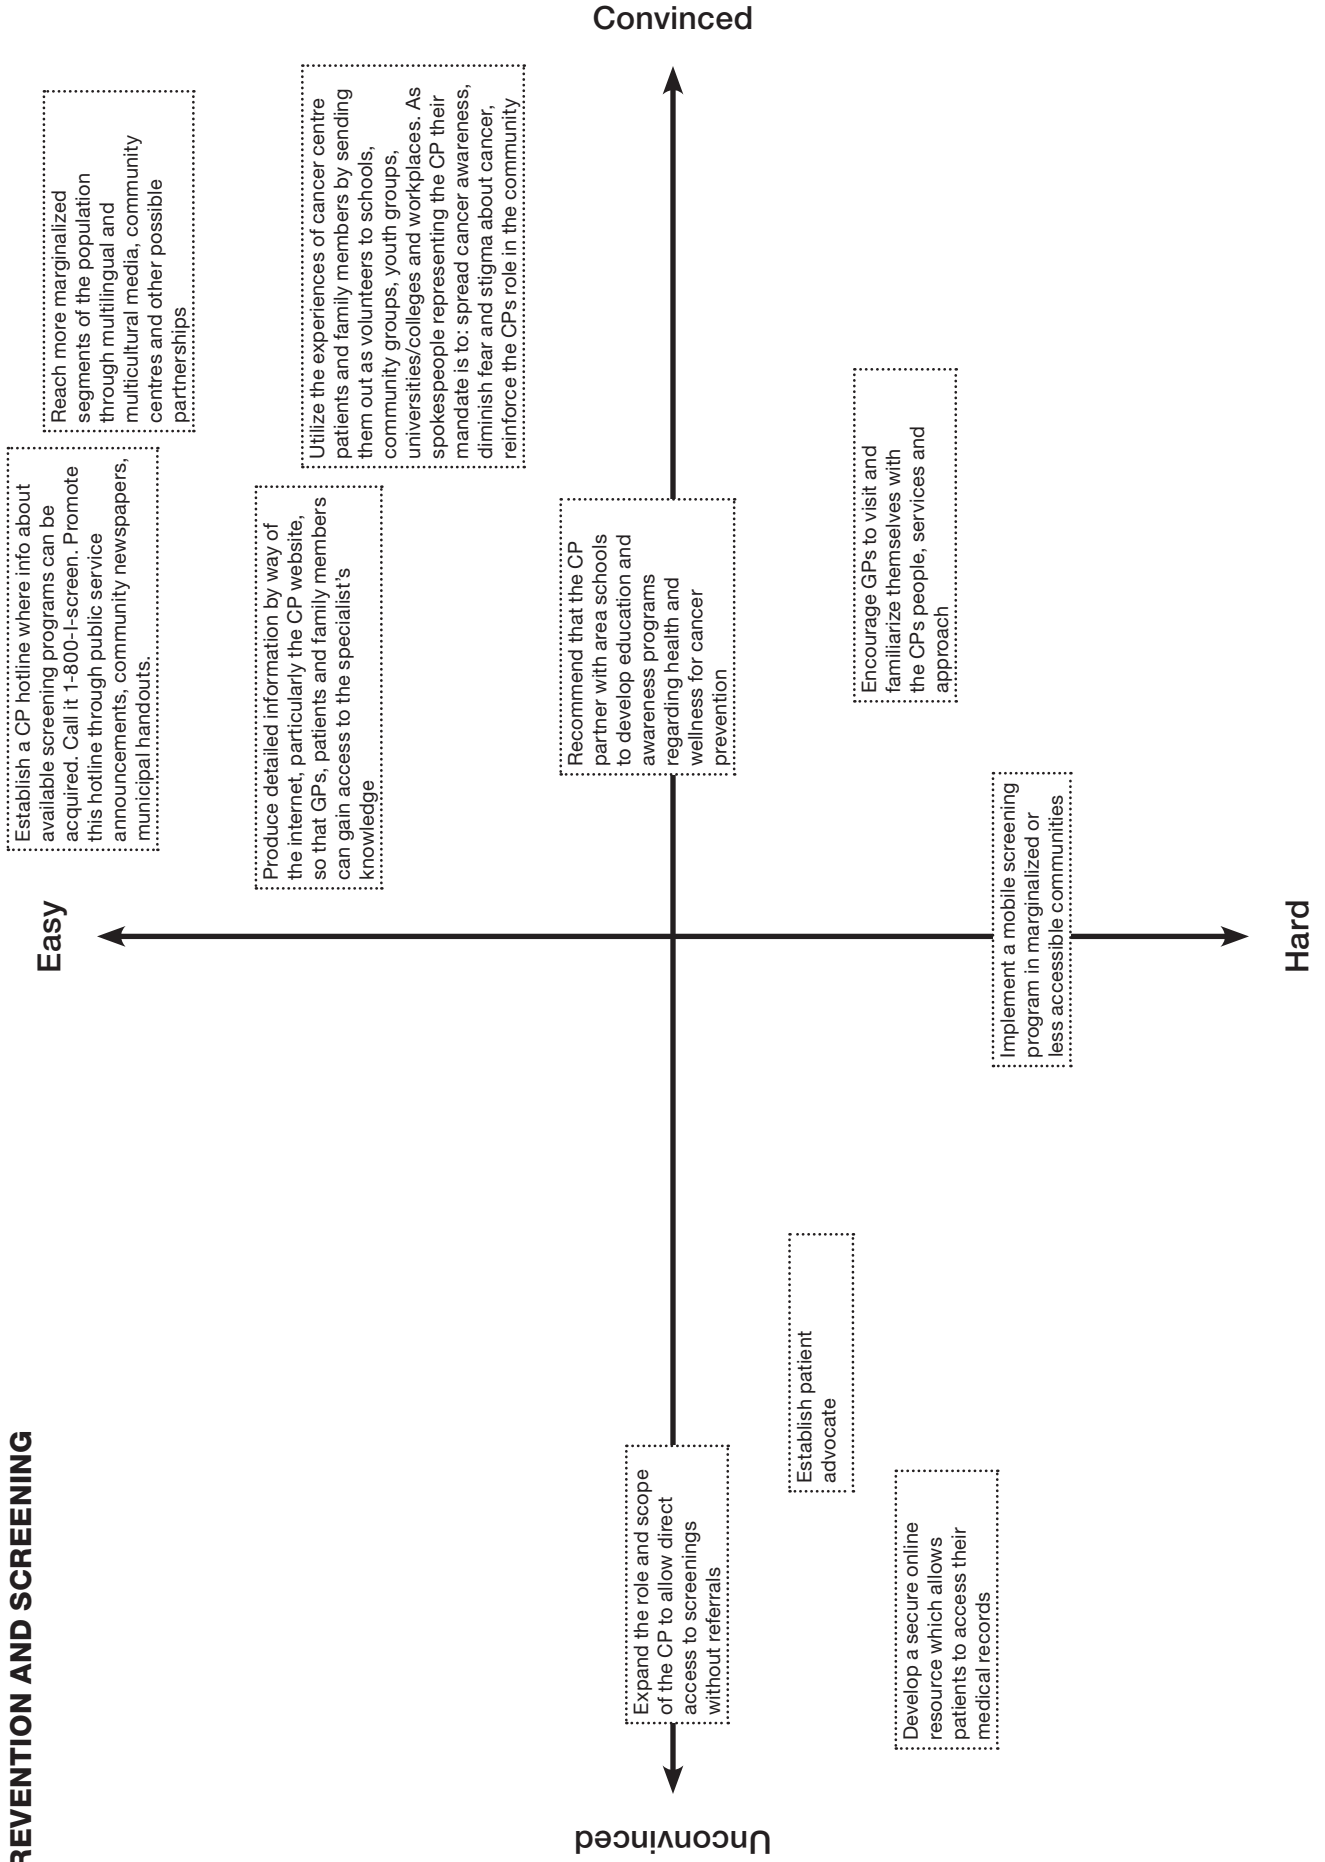 REVENTION AND SCREENING
Easy
Establish a CP hotline where info about
available screening programs can be
acquired. Call it 1-800-I-screen. Promote
this hotline through public service
announcements, community newspapers,
municipal handouts.
Reach more marginalized
segments of the population
through multilingual and
multicultural media, community
centres and other possible
partnerships
Produce detailed information by way of
the internet, particularly the CP website,
so that GPs, patients and family members
can gain access to the specialist's
knowledge
Utilize the experiences of cancer centre
patients and family members by sending
them out as volunteers to schools,
community groups, youth groups,
universities/colleges and workplaces. As
spokespeople representing the CP their
mandate is to: spread cancer awareness,
diminish fear and stigma about cancer,
reinforce the CPs role in the community
Unconvinced
Expand the role and scope
of the CP to allow direct
access to screenings
without referrals
Recommend that the CP
partner with area schools
to develop education and
awareness programs
regarding health and
wellness for cancer
prevention
Convinced
Establish patient
advocate
Develop a secure online
resource which allows
patients to access their
medical records
Encourage GPs to visit and
familiarize themselves with
the CPs people, services and
approach
Implement a mobile screening
program in marginalized or
less accessible communities
Hard